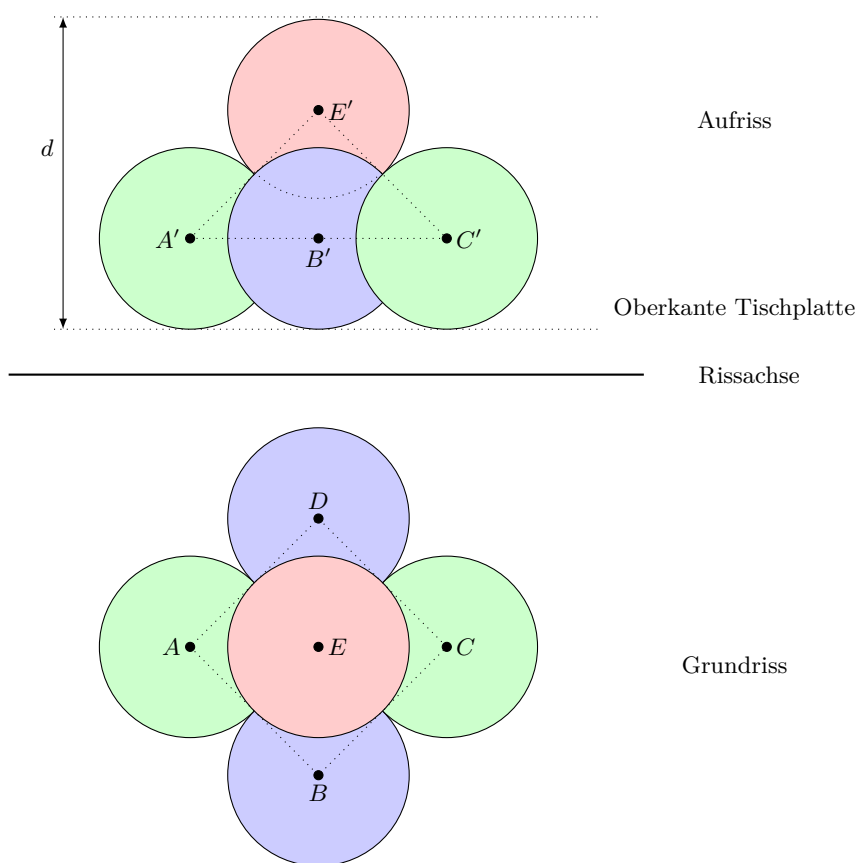 E′
Aufriss
d
A′
B′
C′
Oberkante Tischplatte
Rissachse
D
A
E
C
Grundriss
B